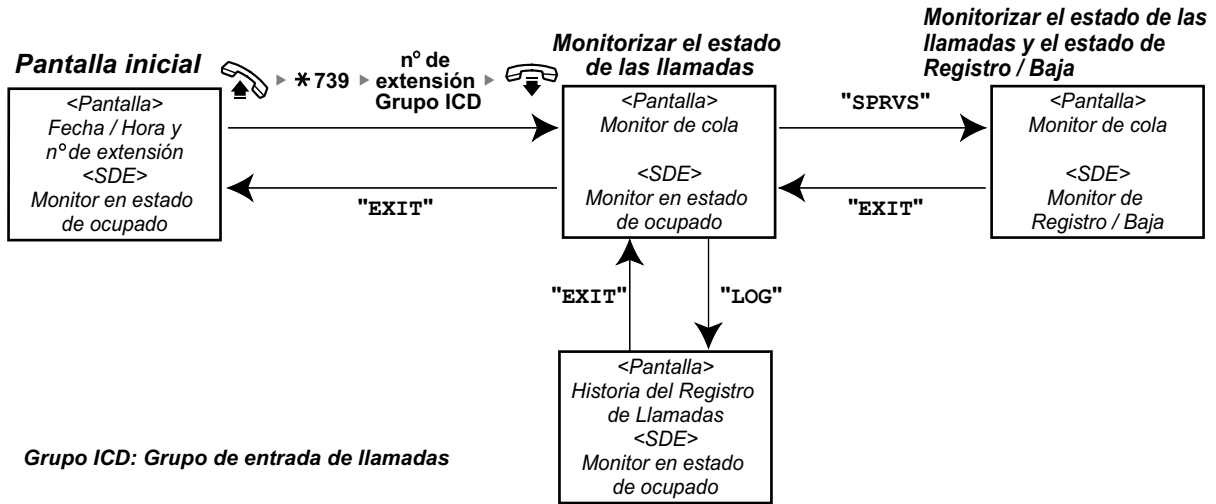 Pantalla inicial
* 739
nº de
extensión
Grupo ICD
Monitorizar el estado
de las llamadas
Monitorizar el estado de las
llamadas y el estado de
Registro / Baja
<Pantalla>
Fecha / Hora y
nº de extensión
<SDE>
Monitor en estado
de ocupado
"EXIT"
<Pantalla>
Monitor de cola
<SDE>
Monitor en estado
de ocupado
"SPRVS"
"EXIT"
<Pantalla>
Monitor de cola
<SDE>
Monitor de
Registro / Baja
"EXIT"
"LOG"
<Pantalla>
Historia del Registro
de Llamadas
<SDE>
Monitor en estado
de ocupado
Grupo ICD: Grupo de entrada de llamadas